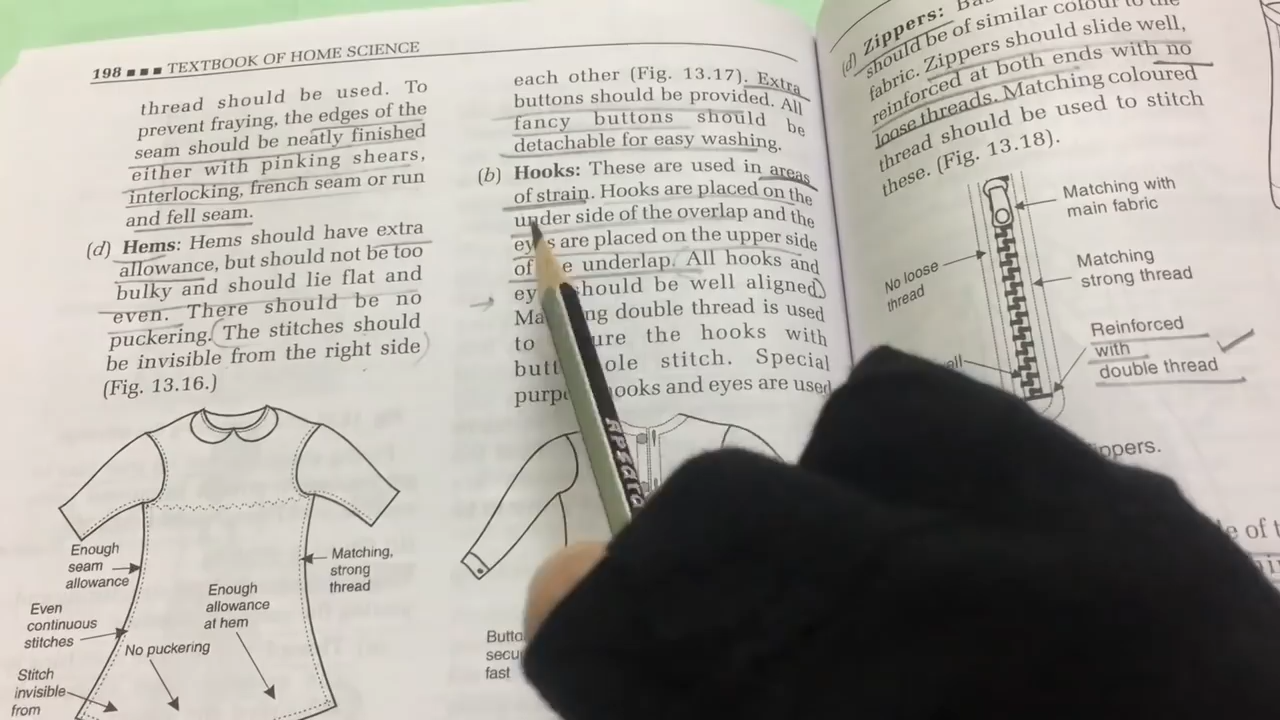 198 ■ ■ ■ TEXTBOOK OF HOME SCIENCE
thread should be used. To
prevent fraying, the edges of the
seam should be neatly finished
either with pinking shears,
interlocking, french seam or run
and fell seam.
(d) Hems: Hems should have extra
allowance, but should not be too
bulky and should lie flat and
even. There should be no
puckering. The stitches should
be invisible from the right side
(Fig. 13.16.)
Enough
seam
allowance
Even
continuous
stitches
No puckering
Stitch
invisible
from
Enough
allowance
at hem
Matching,
strong
thread
each other (Fig. 13.17). Extra
buttons should be provided. All
fancy buttons should be
detachable for easy washing.
(b) Hooks: These are used in areas
of strain. Hooks are placed on the
under side of the overlap and the
eyes are placed on the upper side
of underlap. All hooks and
should be well aligned
double thread is used
to the hooks with
stitch. Special
hooks and eyes are used
fast
(d) Zippers:
should be of similar colour to the
fabric. Zippers should slide well,
reinforced at both ends with no
loose threads. Matching coloured
thread should be used to stitch
these. (Fig. 13.18).
Matching with
main fabric
No loose
thread
Matching
strong thread
Reinforced
with
double thread
Apsara